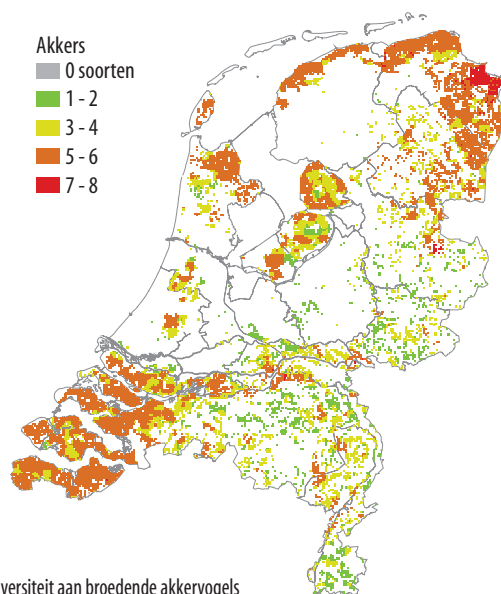 Akkers
0 soorten
1 - 2
3 - 4
5 - 6
7 - 8
versiteit aan broedende akkervogels